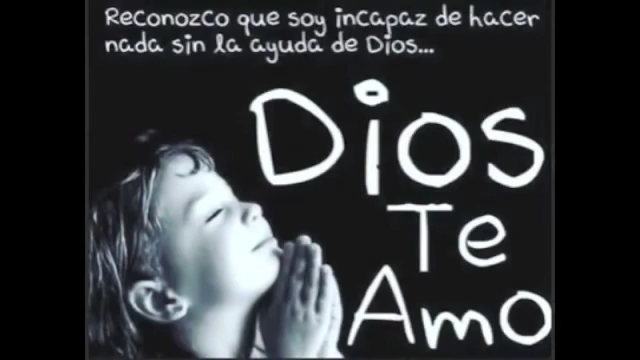 Reconozco que soy incapaz de hacer
nada sin la ayuda de Dios...
Dios
Te
Amo